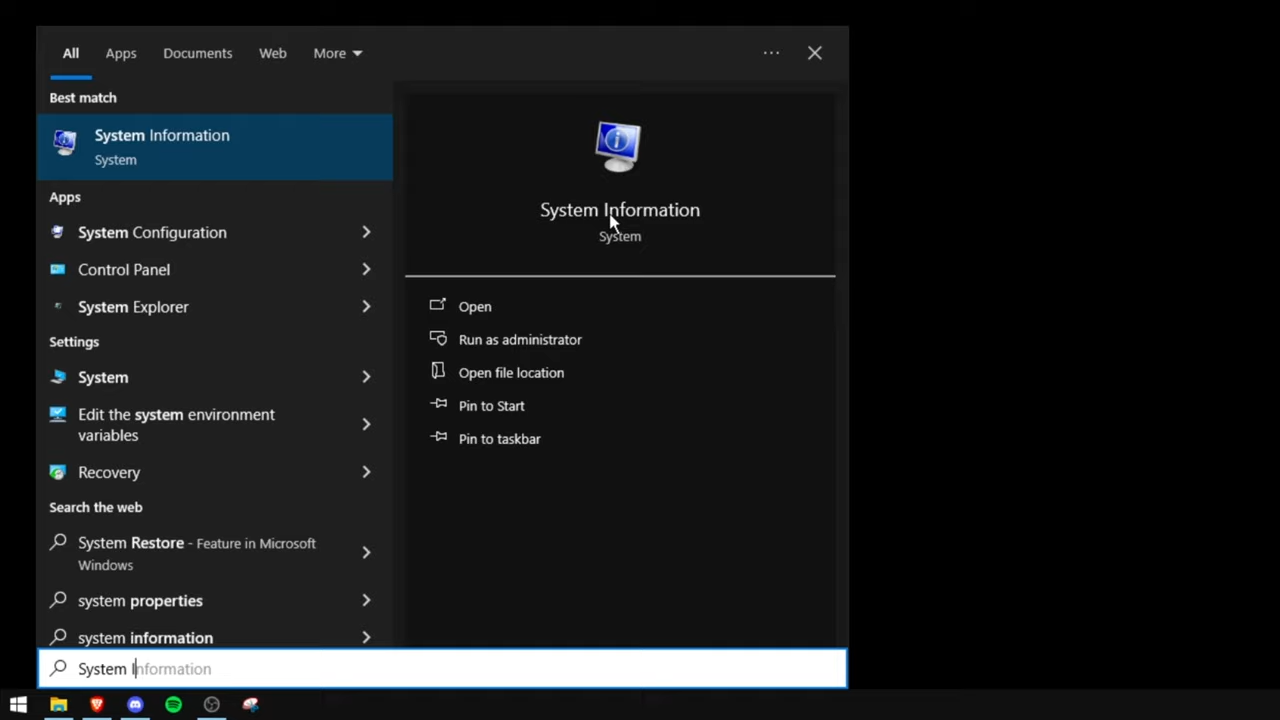 All Apps Documents Web More
Best match
System Information
System
Apps
System Configuration
Control Panel
System Explorer
Settings
System
Edit the system environment
variables
Recovery
Search the web
System Restore - Feature in Microsoft
Windows
system properties
system information
System Information
System Information
System
Open
Run as administrator
Open file location
Pin to Start
Pin to taskbar